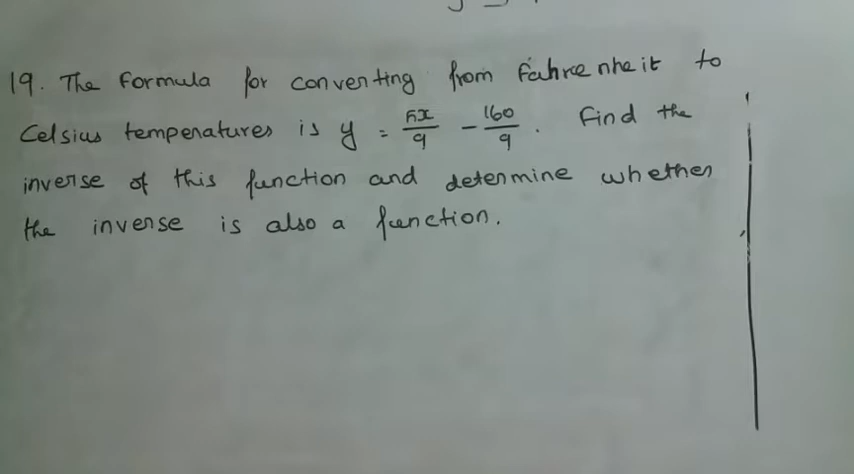 19. The formula for converting from Fahrenheit to
Celsius temperatures is y = 5x/9 - 160/9. Find the
inverse of this function and determine whether
the inverse is also a function.